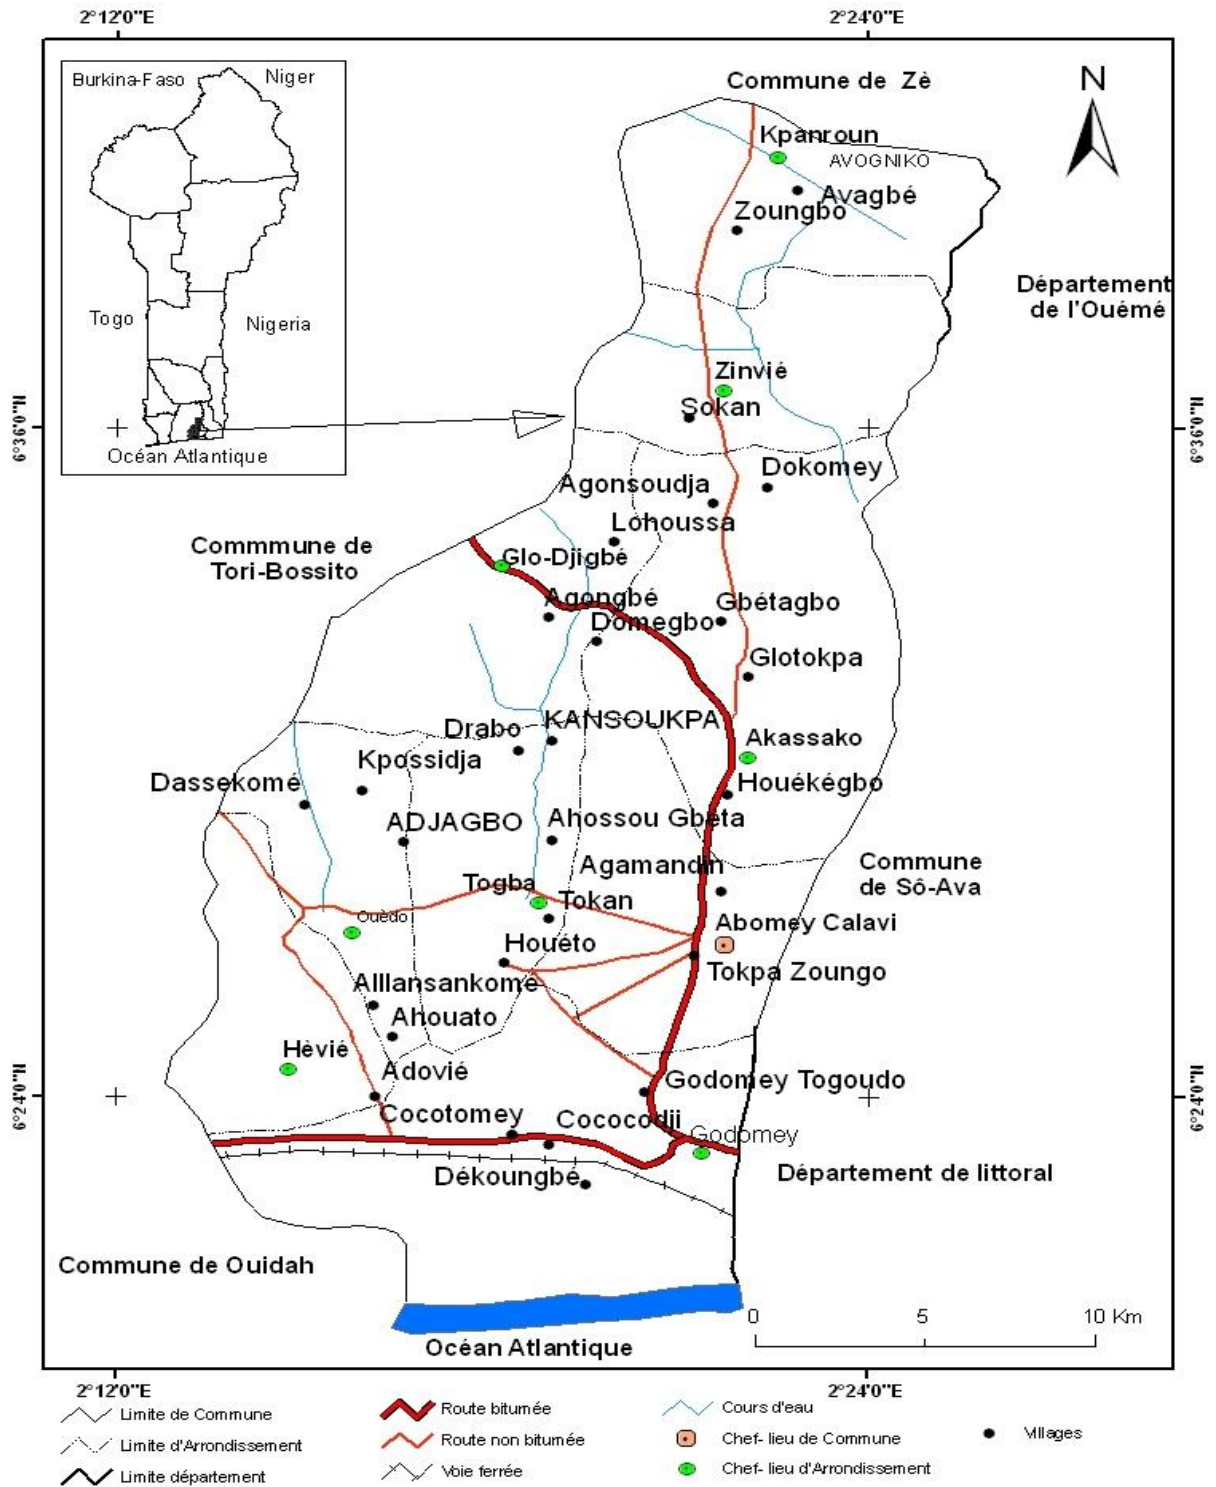 2°12'0"E
2°24'0"E
Burkina-Faso
Niger
Togo
Nigeria
Océan Atlantique
Commune de Zè
N
Kpanroun
AVOGNIKO
Avagbé
Zoungbo
Département
de l'Ouémé
Zinvié
Sokan
6°36'0"N
6°36'0"N
Dokomey
Agonsoudja
Lohoussa
Commmune de
Tori-Bossito
Glo-Djigbé
Agongbé
Gbétagbo
Domegbo
Glotokpa
Drabo
KANSOUKPA
Akassako
Kpossidja
Dassekomé
Houékégbo
ADJAGBO
Ahossou Gbéta
Agamandin
Commune
de Sô-Ava
Togba
Tokan
Ouèdo
Abomey Calavi
Houéto
Tokpa Zoungo
Alllansankomé
Ahouato
Hèvié
Adovié
Godomey Togoudo
6°24'0"N
6°24'0"N
Cocotomey
Cococodji
Godomey
Dékoungbé
Département de littoral
Commune de Ouidah
0
5
10 Km
Océan Atlantique
2°12'0"E
2°24'0"E
Limite de Commune
Route bitumée
Cours d'eau
Limite d'Arrondissement
Route non bitumée
Chef- lieu de Commune
Villages
Limite département
Voie ferrée
Chef- lieu d'Arrondissement